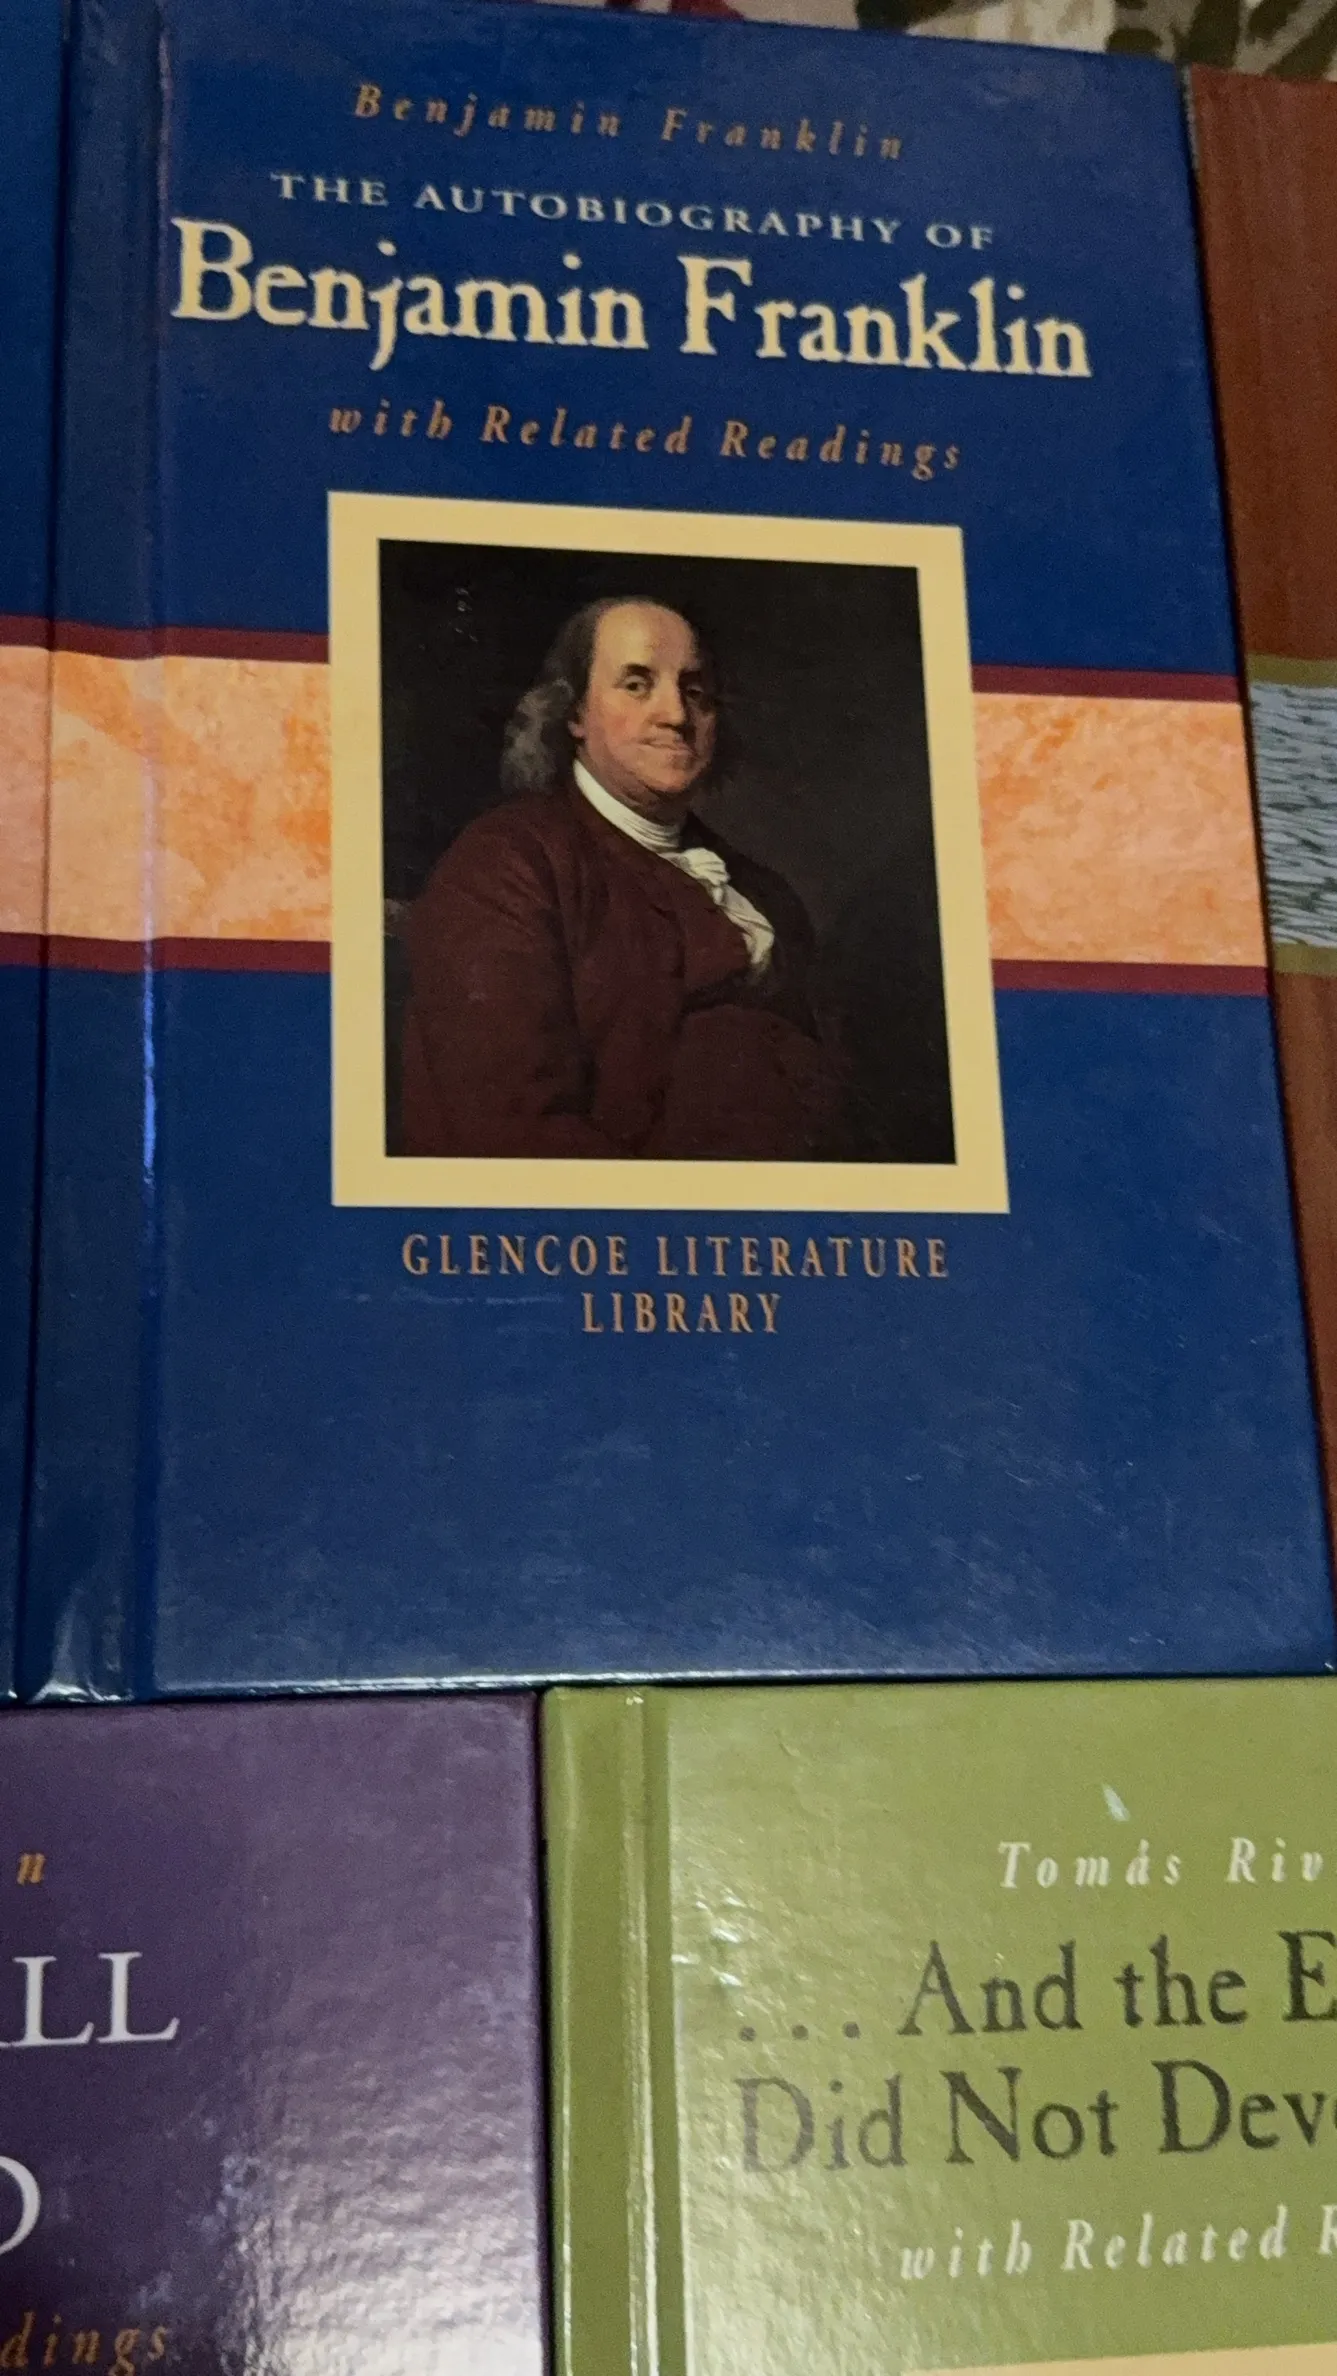 Benjamin Franklin
THE AUTOBIOGRAPHY OF
Benjamin Franklin
with Related Readings
GLENCOE LITERATURE
LIBRARY
n
LL
dings
Tomás Riv
... And the E
Did Not Dev
with Related R